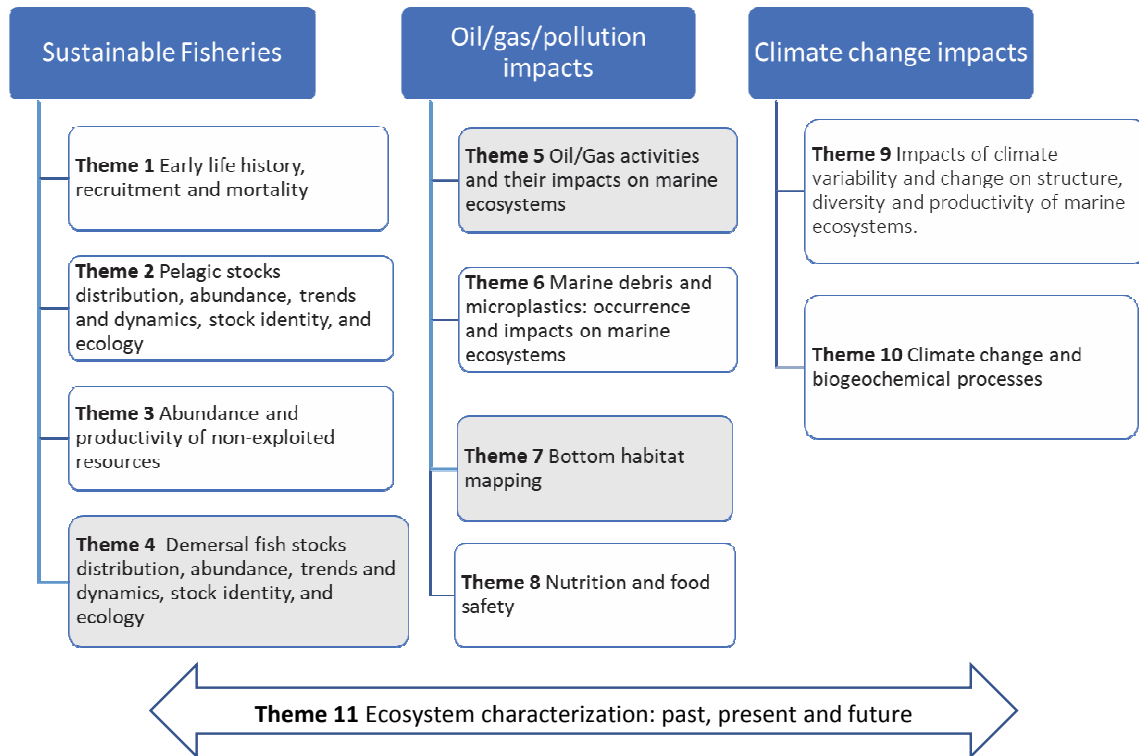 Sustainable Fisheries
Theme 1 Early life history,
recruitment and mortality
Theme 2 Pelagic stocks
distribution, abundance, trends
and dynamics, stock identity, and
ecology
Theme 3 Abundance and
productivity of non-exploited
resources
Theme 4 Demersal fish stocks
distribution, abundance, trends and
dynamics, stock identity, and
ecology
Oil/gas/pollution
impacts
Theme 5 Oil/Gas activities
and their impacts on marine
ecosystems
Theme 6 Marine debris and
microplastics: occurrence
and impacts on marine
ecosystems
Theme 7 Bottom habitat
mapping
Theme 8 Nutrition and food
safety
Climate change impacts
Theme 9 Impacts of climate
variability and change on structure,
diversity and productivity of marine
ecosystems.
Theme 10 Climate change and
biogeochemical processes
Theme 11 Ecosystem characterization: past, present and future